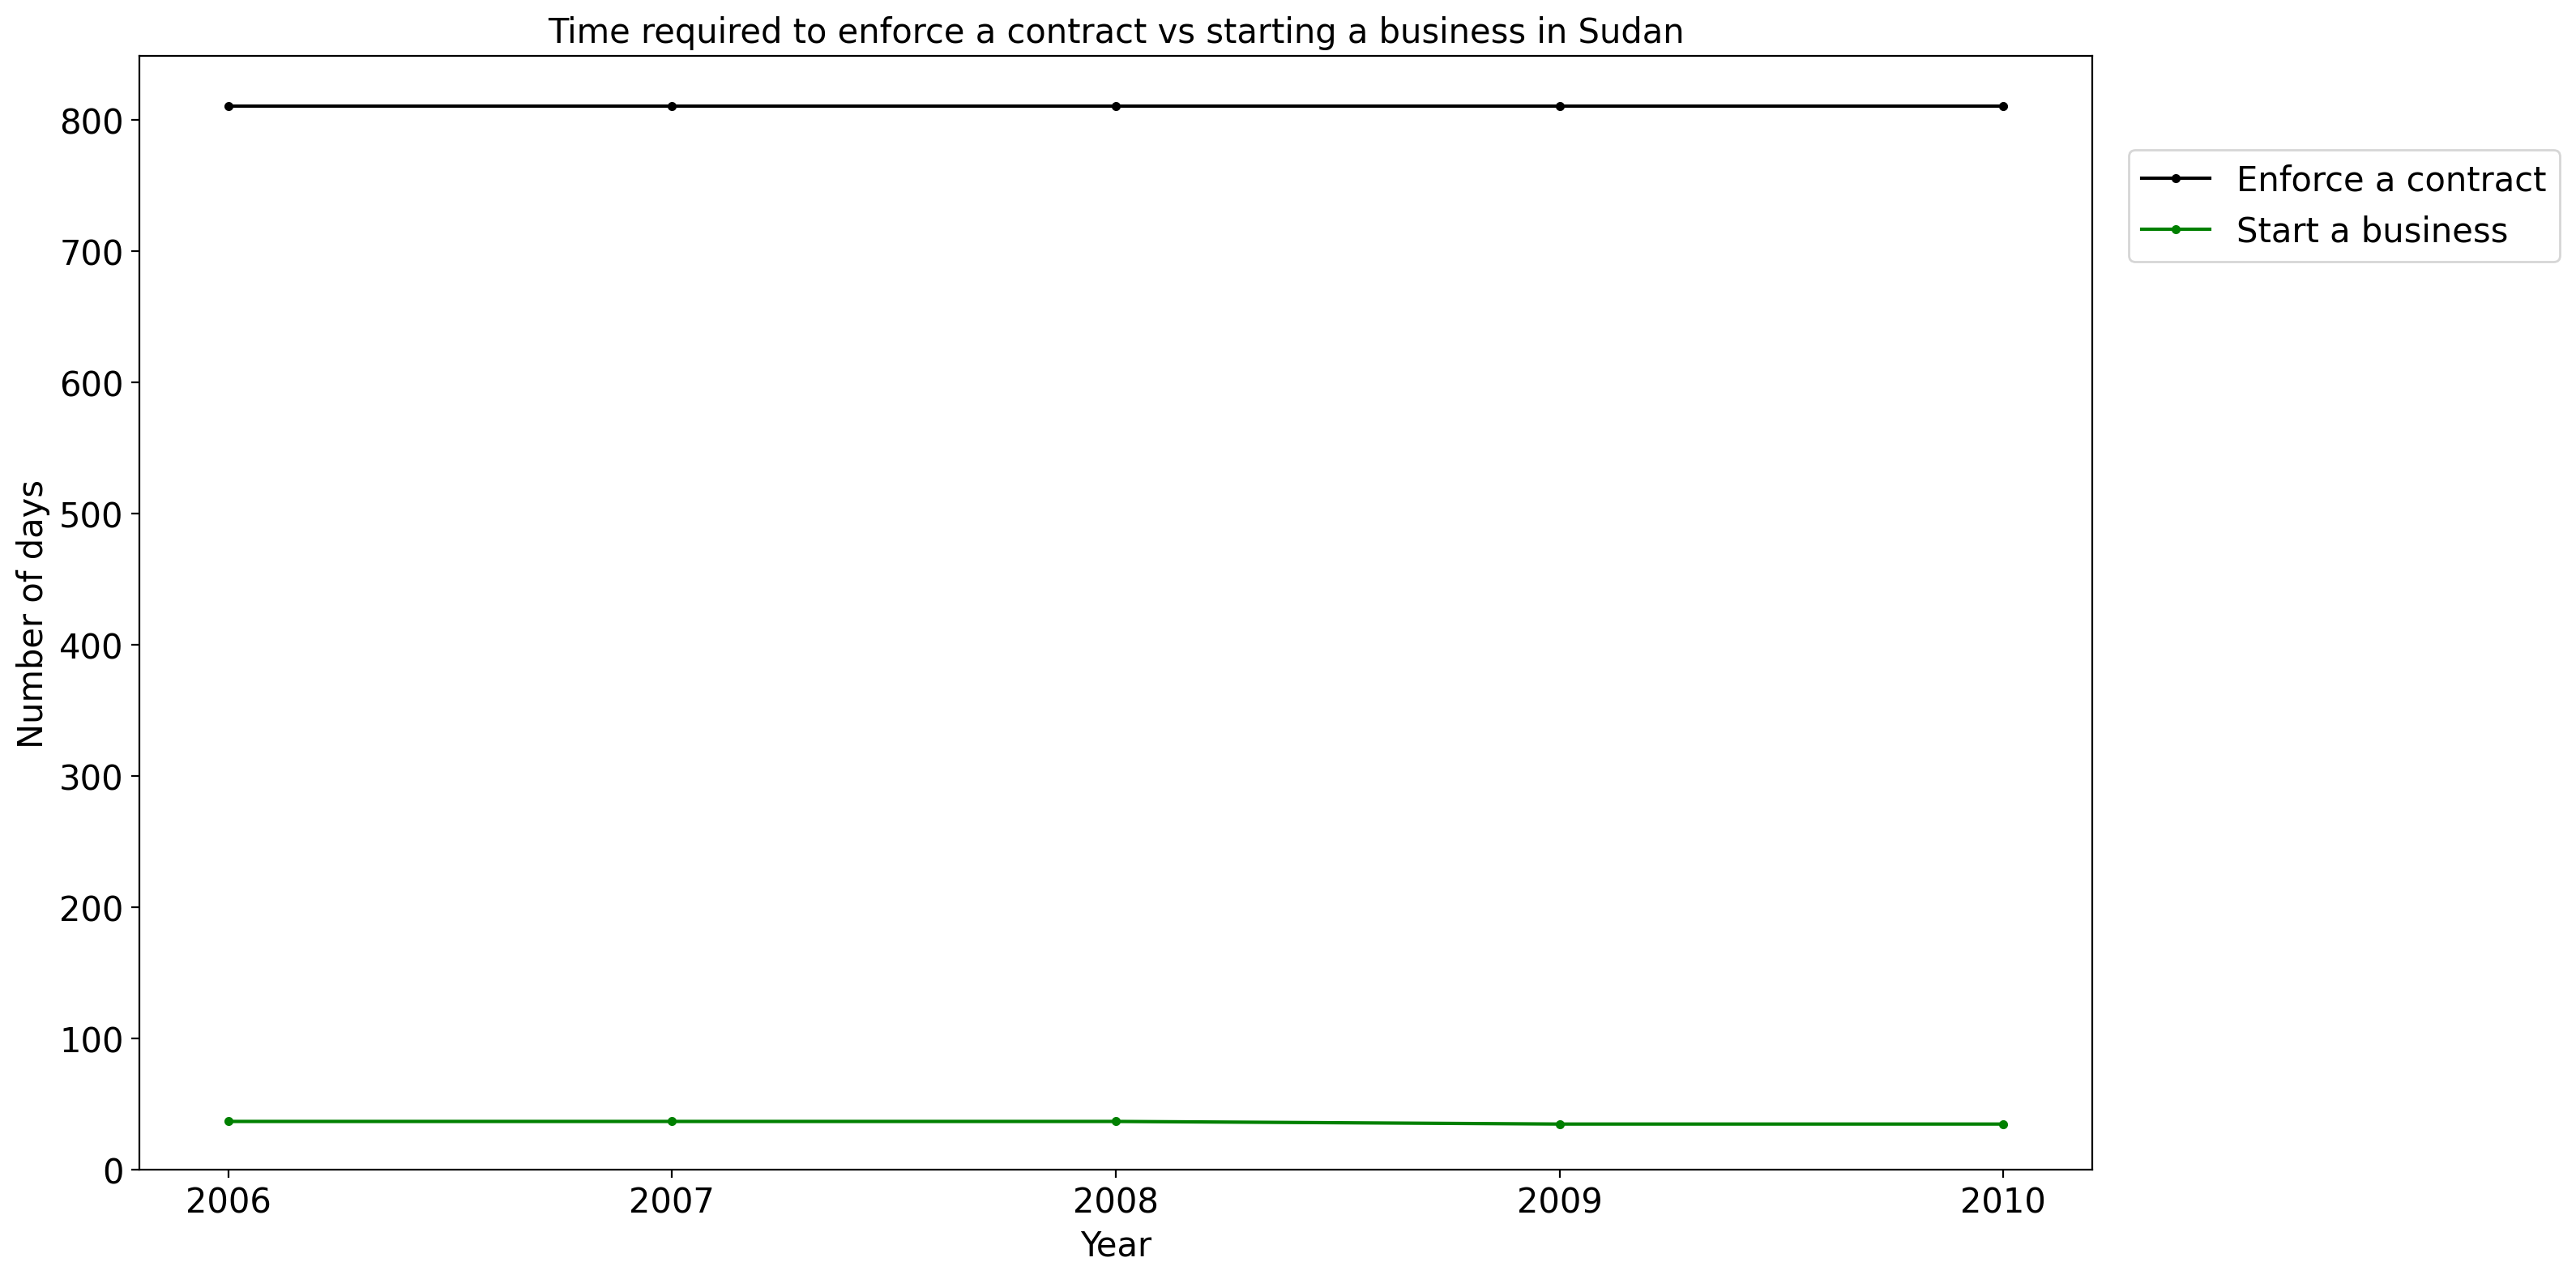 Time required to enforce a contract vs starting a business in Sudan
Number of days
800
700
600
500
400
300
200
100
0
2006 2007 2008 2009 2010
Year
Enforce a contract
Start a business